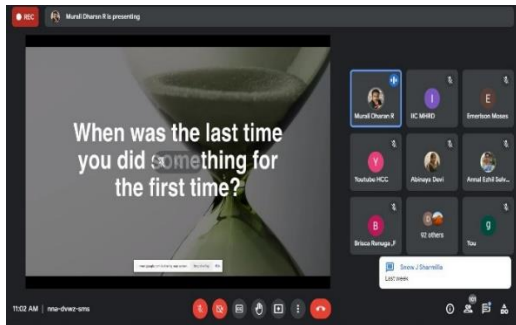 REC
Murali Dharan R is presenting
When was the last time
you did something for
the first time?
Murali Dharan R
IIC MHRD
Emerison Moses
Youtube HCC
Abinaya Devi
Annal Ezhil Selv...
Brisca Renuga .F
92 others
You
Snow J Sharmilla
Last week
11:02 AM | nna-dvwz-sms